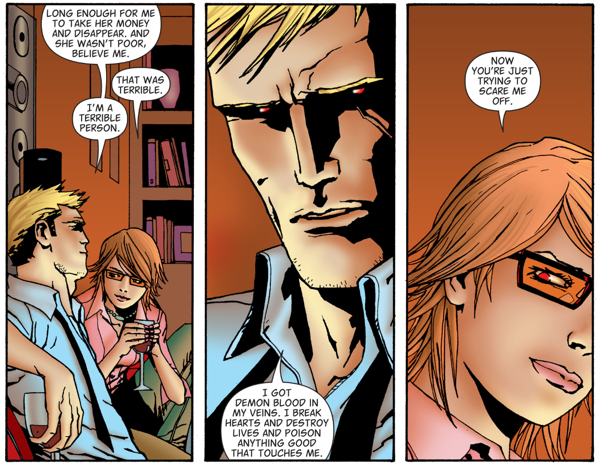 LONG ENOUGH FOR ME
TO TAKE HER MONEY
AND DISAPPEAR. AND
SHE WASN'T POOR,
BELIEVE ME.
THAT WAS
TERRIBLE.
I'M A
TERRIBLE
PERSON.
I GOT
DEMON BLOOD IN
MY VEINS. I BREAK
HEARTS AND DESTROY
LIVES AND POISON
ANYTHING GOOD
THAT TOUCHES ME.
NOW
YOU'RE JUST
TRYING TO
SCARE ME
OFF.